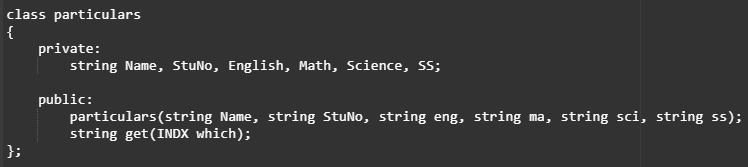 class particulars
{
    private:
        string Name, StuNo, English, Math, Science, SS;

    public:
        particulars(string Name, string StuNo, string eng, string ma, string sci, string ss);
        string get(INDX which);
};